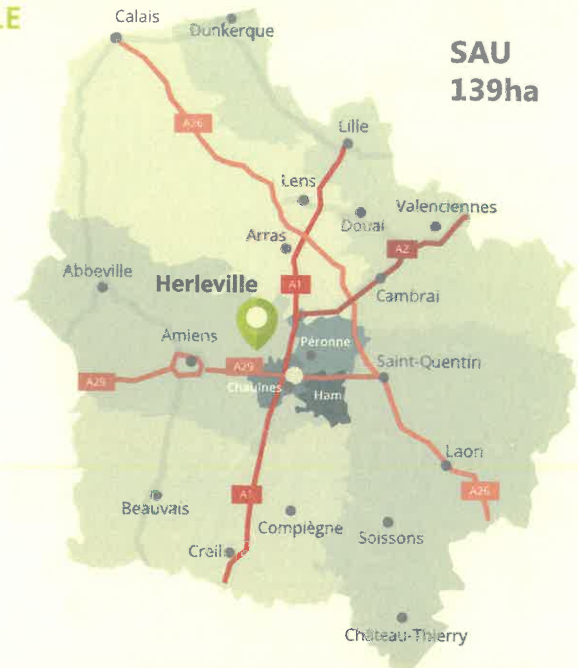 LE
Calais
Dunkerque
SAU
139ha
A26
Lille
Lens
Valenciennes
Douai
Arras
A2
Abbeville
Herleville
A1
Cambrai
Amiens
Péronne
A29
Saint-Quentin
A29
Chaulnes
Ham
Laon
A26
A1
Beauvais
Compiègne
Soissons
Creil
Château-Thierry